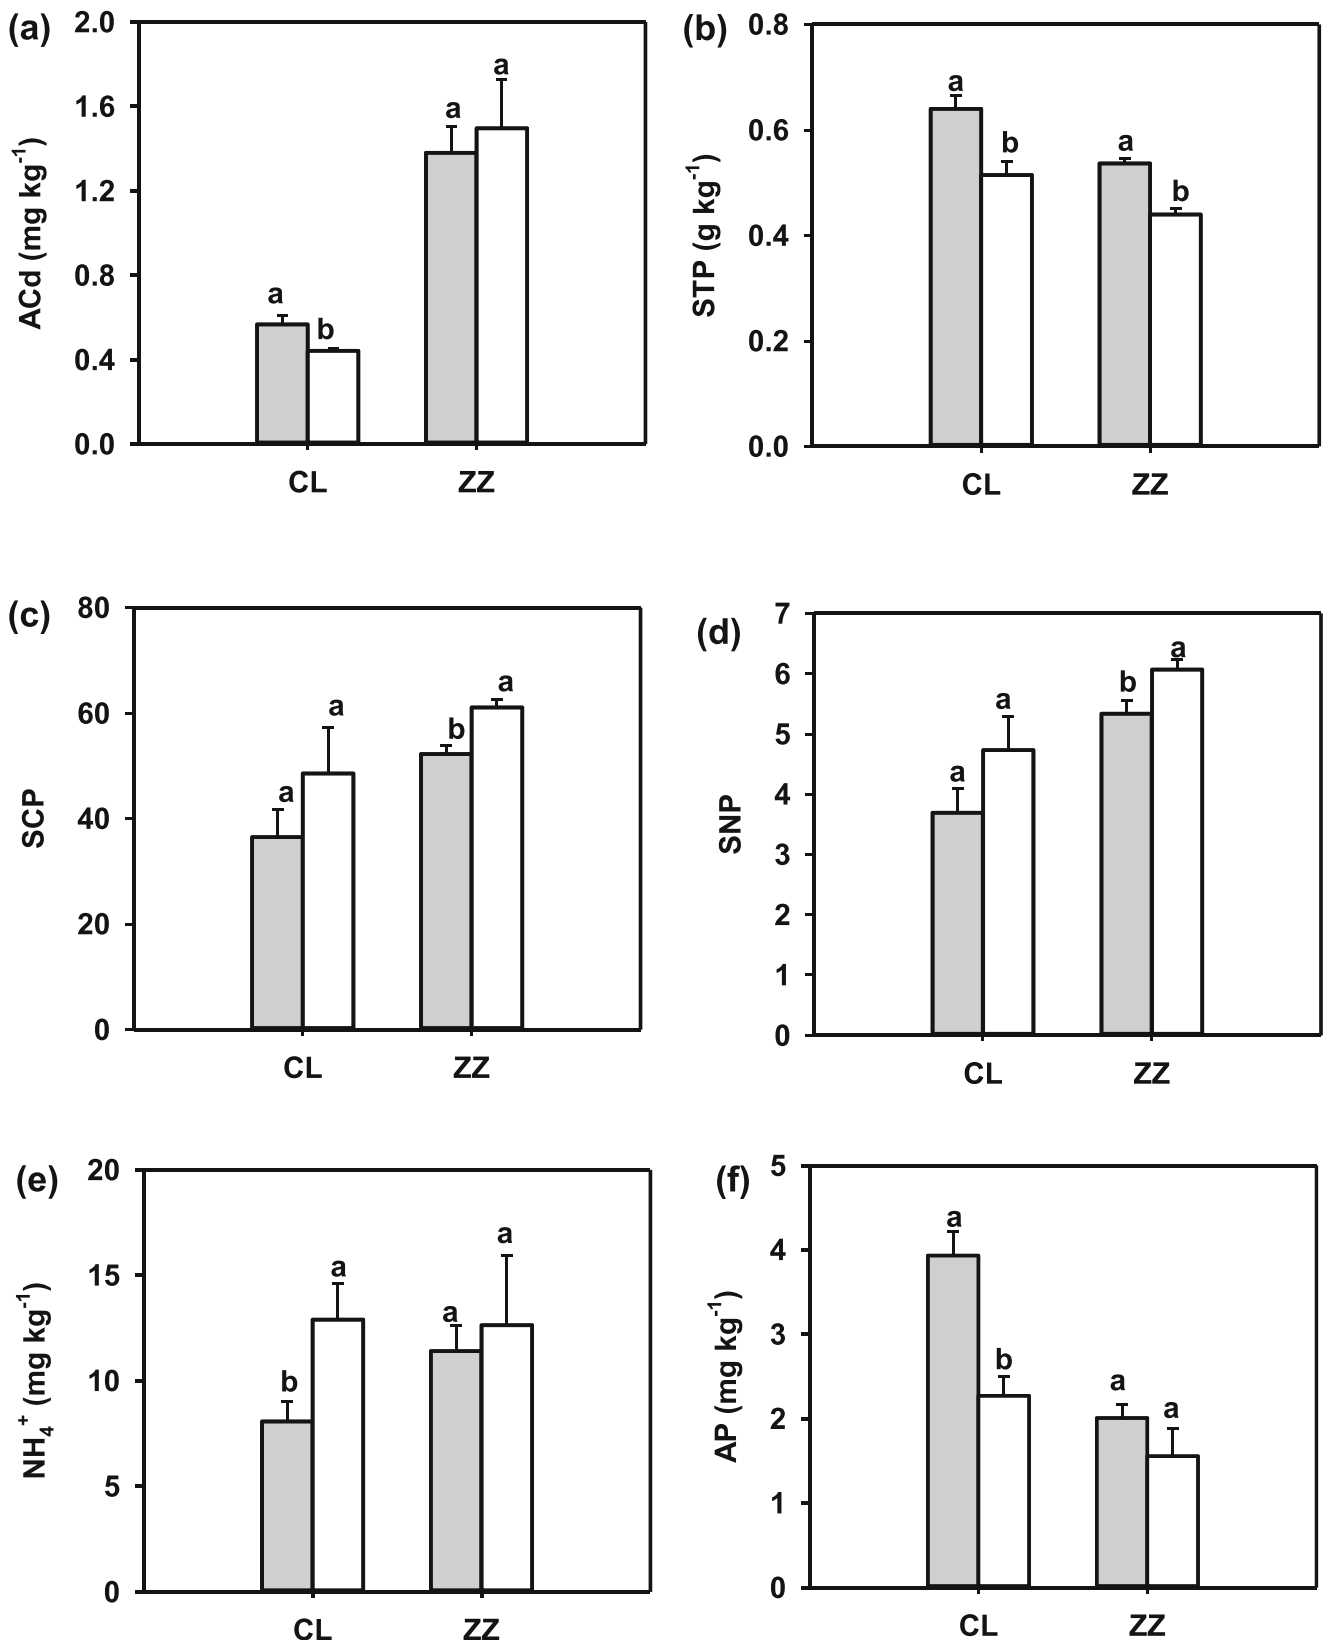 (a)
2.0
1.6
1.2
0.8
0.4
0.0
ACd (mg kg⁻¹)
a
b
a
a
CL
ZZ
(b)
0.8
0.6
0.4
0.2
0.0
STP (g kg⁻¹)
a
b
a
b
CL
ZZ
(c)
80
60
40
20
0
SCP
a
a
b
a
CL
ZZ
(d)
7
6
5
4
3
2
1
0
SNP
a
a
b
a
CL
ZZ
(e)
20
15
10
5
0
NH₄⁺ (mg kg⁻¹)
b
a
a
a
CL
ZZ
(f)
5
4
3
2
1
0
AP (mg kg⁻¹)
a
b
a
a
CL
ZZ